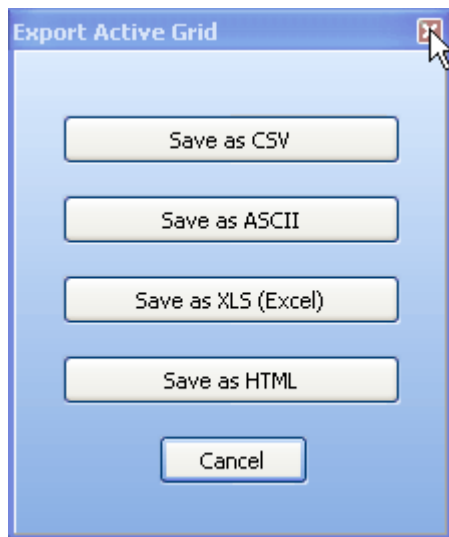 Export Active Grid
Save as CSV
Save as ASCII
Save as XLS (Excel)
Save as HTML
Cancel